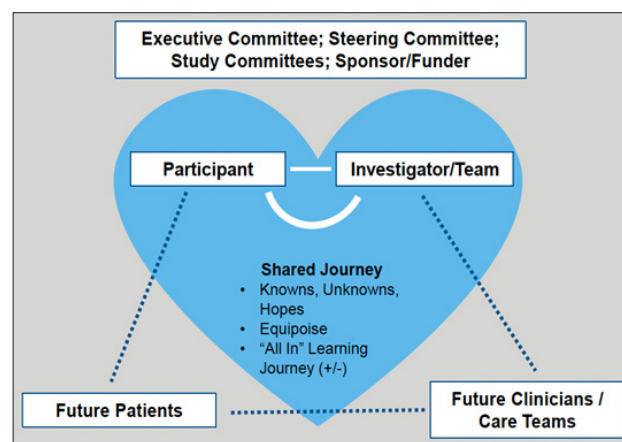 Executive Committee; Steering Committee;
Study Committees; Sponsor/Funder
Participant
Investigator/Team
Shared Journey
• Knowns, Unknowns,
Hopes
• Equipoise
• “All In” Learning
Journey (+/-)
Future Patients
Future Clinicians /
Care Teams